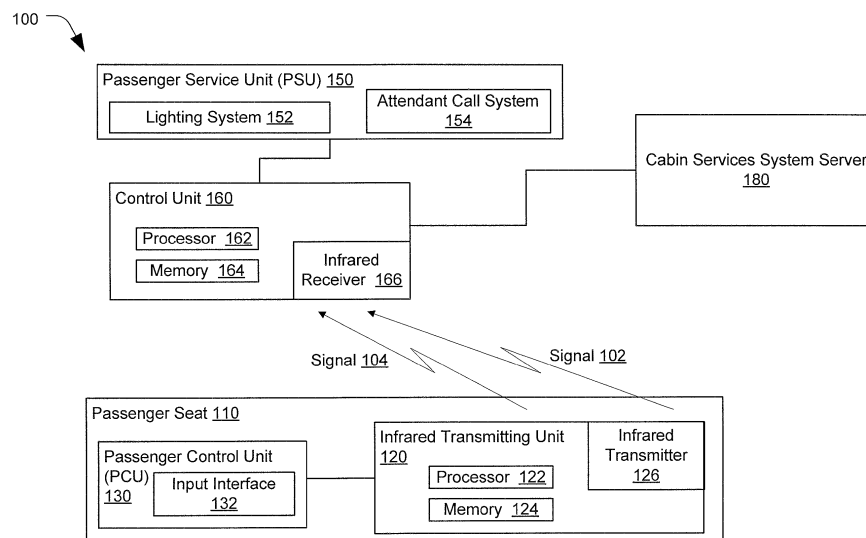 100
Passenger Service Unit (PSU) 150
Lighting System 152
Attendant Call System
154
Cabin Services System Server
180
Control Unit 160
Processor 162
Memory 164
Infrared
Receiver 166
Signal 104
Signal 102
Passenger Seat 110
Passenger Control Unit
(PCU)
130
Input Interface
132
Infrared Transmitting Unit
120
Processor 122
Memory 124
Infrared
Transmitter
126